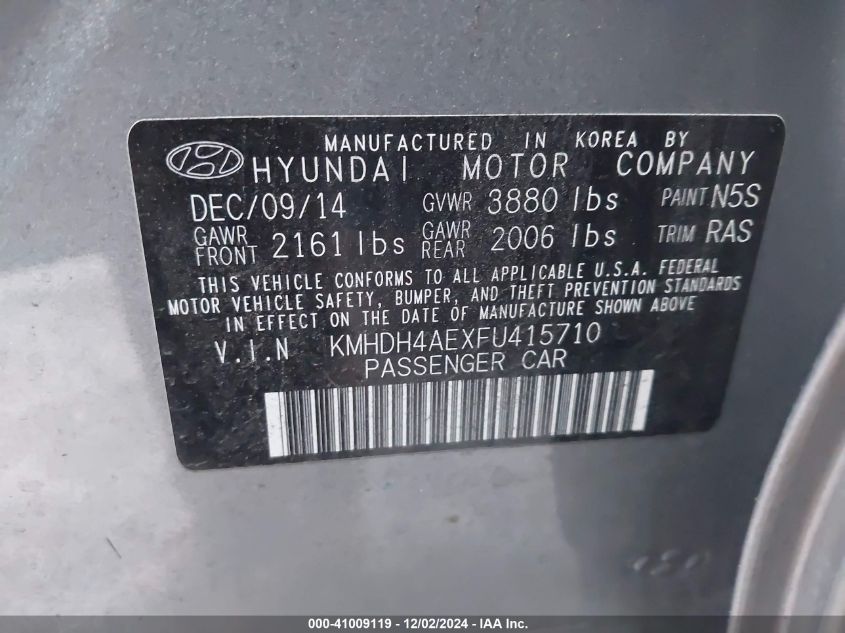 MANUFACTURED IN KOREA BY
HYUNDAI MOTOR COMPANY
DEC/09/14 GVWR 3880 lbs PAINT N5S
GAWR FRONT 2161 lbs GAWR REAR 2006 lbs TRIM RAS
THIS VEHICLE CONFORMS TO ALL APPLICABLE U.S.A. FEDERAL
MOTOR VEHICLE SAFETY, BUMPER, AND THEFT PREVENTION STANDARDS
IN EFFECT ON THE DATE OF MANUFACTURE SHOWN ABOVE
V.I.N KMHDH4AEXFU415710
PASSENGER CAR
000-41009119 - 12/02/2024 - IAA Inc.